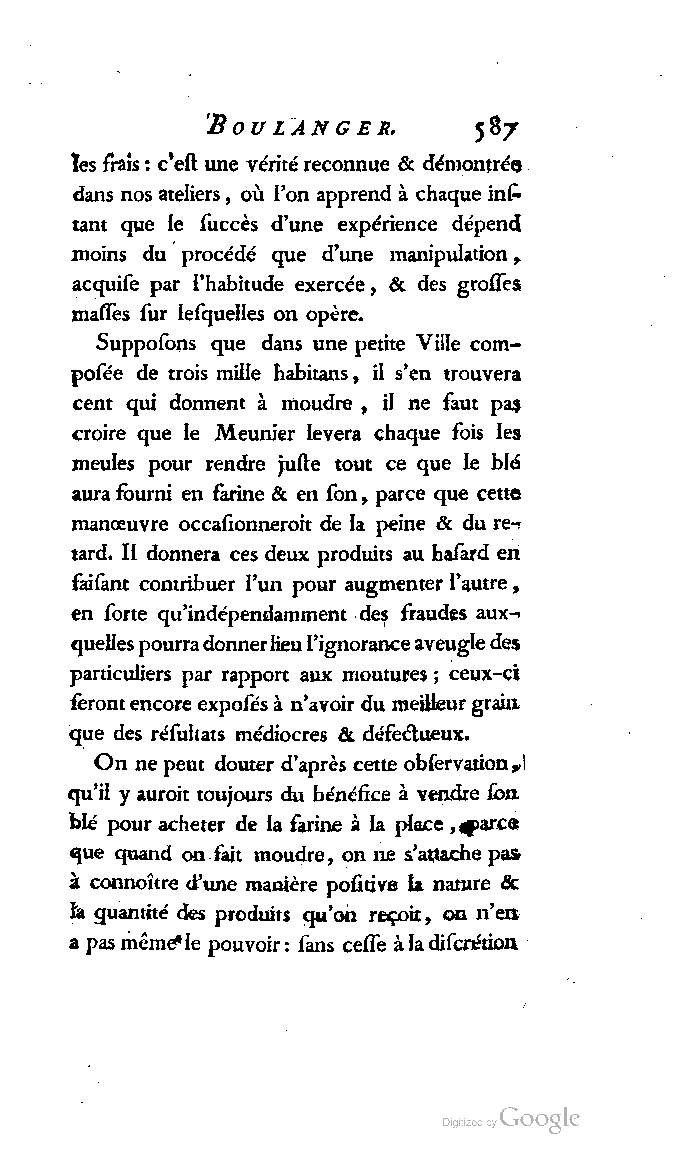 BOULANGER. 587
les frais : c'eſt une vérité reconnue & démontrée
dans nos ateliers, où l'on apprend à chaque inſ-
tant que le ſuccès d'une expérience dépend
moins du procédé que d'une manipulation,
acquiſe par l'habitude exercée, & des groſſes
maſſes ſur leſquelles on opère.
Suppoſons que dans une petite Ville com-
poſée de trois mille habitans, il s'en trouvera
cent qui donnent à moudre, il ne faut pas
croire que le Meunier levera chaque fois les
meules pour rendre juſte tout ce que le blé
aura fourni en farine & en ſon, parce que cette
manœuvre occaſionneroit de la peine & du re-
tard. Il donnera ces deux produits au haſard en
faiſant contribuer l'un pour augmenter l'autre,
en ſorte qu'indépendamment des fraudes aux-
quelles pourra donner lieu l'ignorance aveugle des
particuliers par rapport aux moutures ; ceux-ci
ſeront encore expoſés à n'avoir du meilleur grain
que des réſultats médiocres & défectueux.
On ne peut douter d'après cette obſervation,
qu'il y auroit toujours du bénéfice à vendre ſon
blé pour acheter de la farine à la place, parce
que quand on fait moudre, on ne s'attache pas
à connoître d'une manière poſitive la nature &
la quantité des produits qu'on reçoit, on n'en
a pas même le pouvoir : ſans ceſſe à la diſcrétion
Digitized by Google